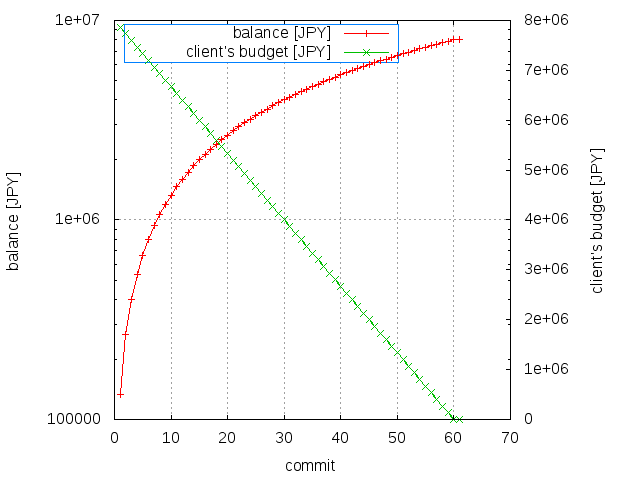 1e+07
8e+06
balance [JPY]
client's budget [JPY]
7e+06
6e+06
5e+06
1e+06
4e+06
3e+06
2e+06
1e+06
100000
0
0 10 20 30 40 50 60 70
commit
balance [JPY]
client's budget [JPY]